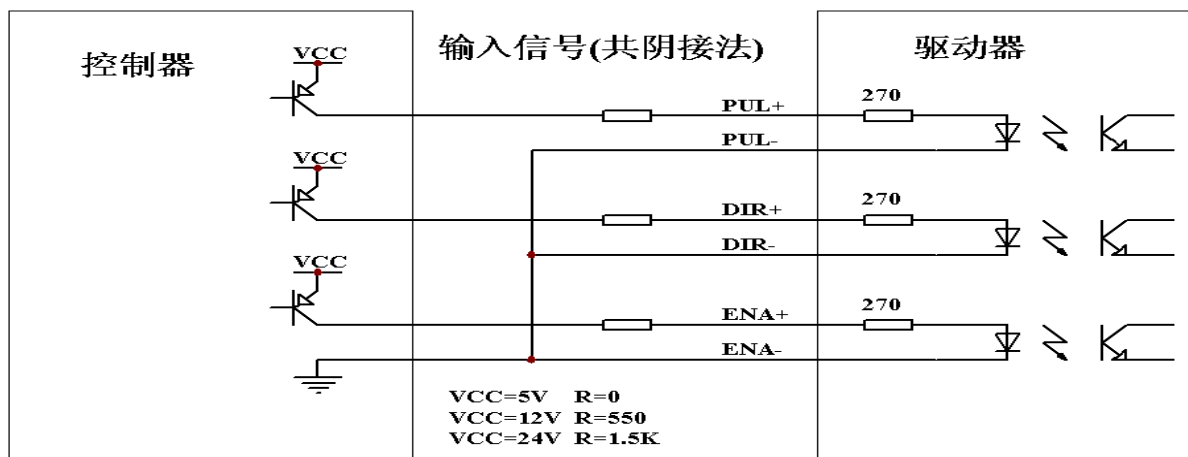 控制器
输入信号(共阴接法)
驱动器
VCC
PUL+
270
PUL-
VCC
DIR+
270
DIR-
VCC
ENA+
270
ENA-
VCC=5V R=0
VCC=12V R=550
VCC=24V R=1.5K